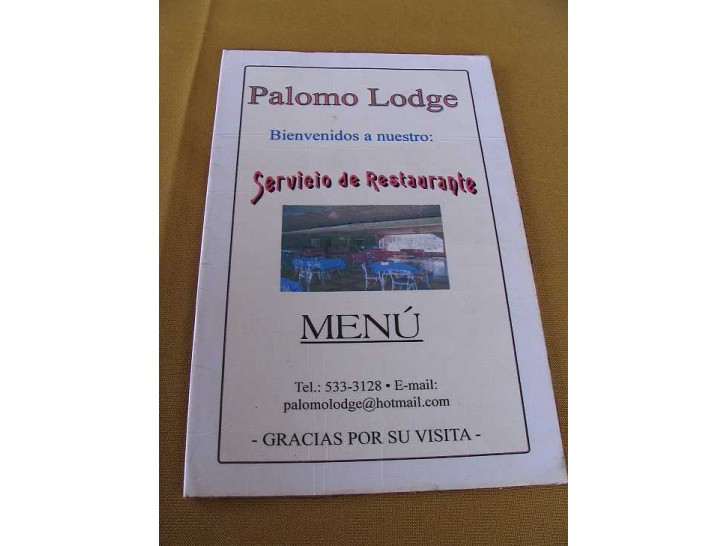 Palomo Lodge
Bienvenidos a nuestro:
Servicio de Restaurante
MENÚ
Tel.: 533-3128 • E-mail:
palomolodge@hotmail.com
- GRACIAS POR SU VISITA -